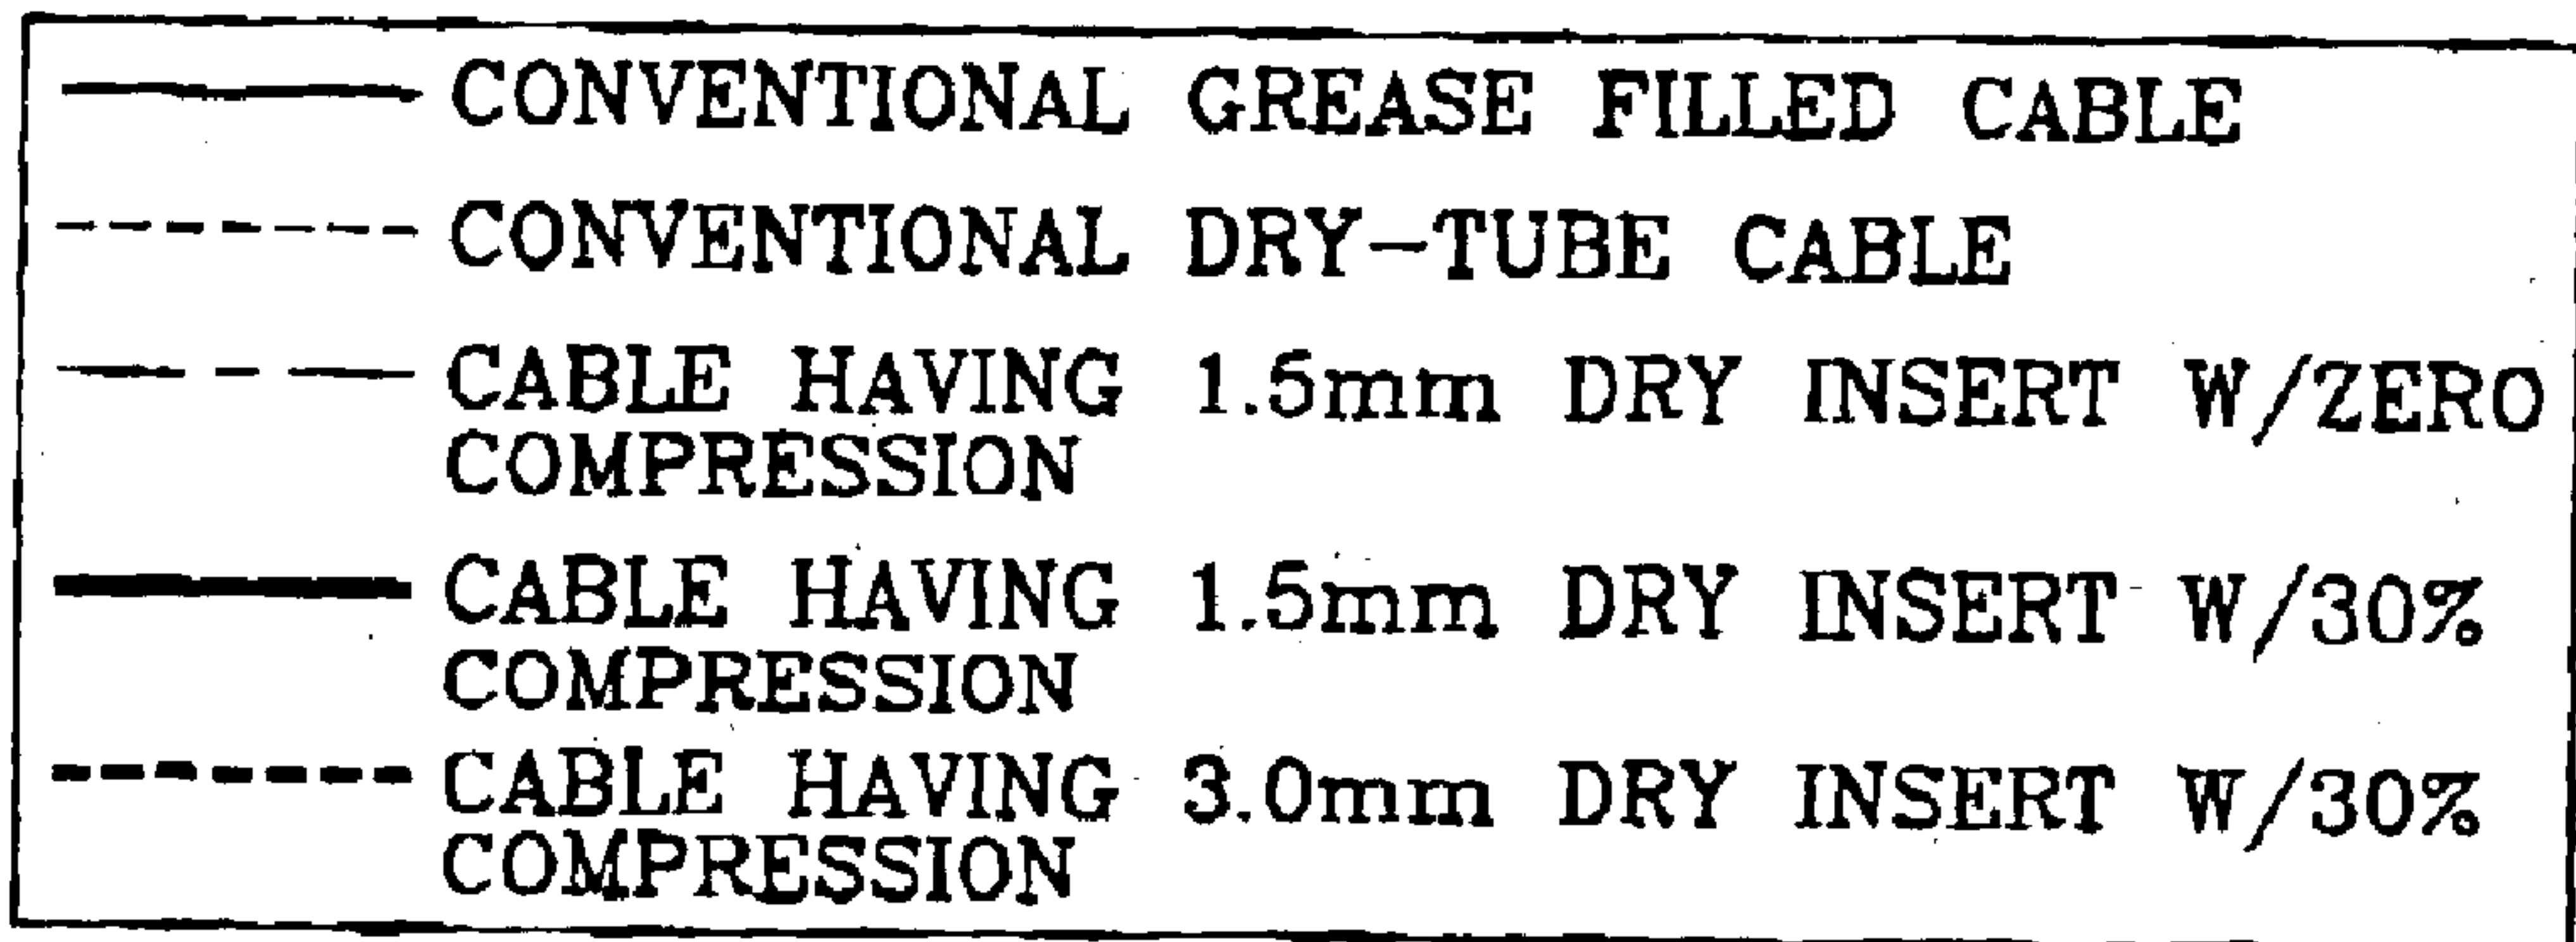 CONVENTIONAL GREASE FILLED CABLE
CONVENTIONAL DRY-TUBE CABLE
CABLE HAVING 1.5mm DRY INSERT W/ZERO
COMPRESSION
CABLE HAVING 1.5mm DRY INSERT W/30%
COMPRESSION
CABLE HAVING 3.0mm DRY INSERT W/30%
COMPRESSION